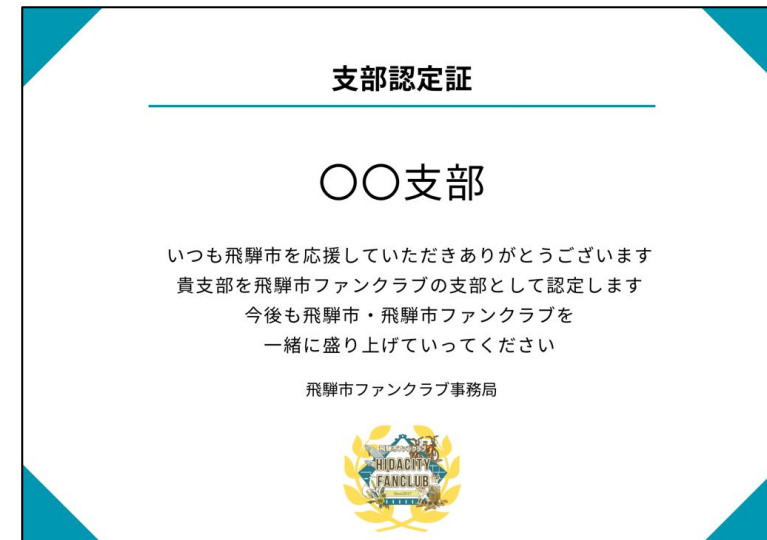 支部認定証
〇〇支部
いつも飛騨市を応援していただきありがとうございます
貴支部を飛騨市ファンクラブの支部として認定します
今後も飛騨市・飛騨市ファンクラブを
一緒に盛り上げていってください
飛騨市ファンクラブ事務局
HIDACITY
FANCLUB